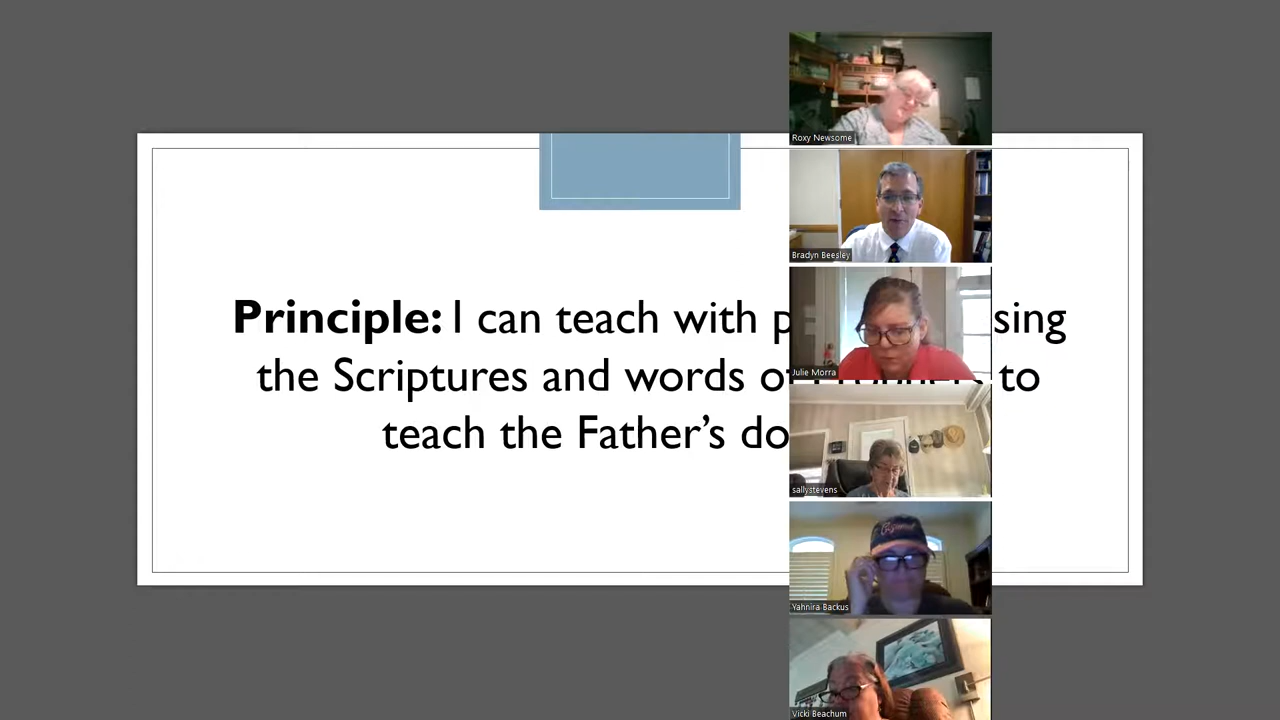 Principle: I can teach with p sing
the Scriptures and words of to
teach the Father's do
Roxy Newsome
Bradyn Beesley
Julie Morra
sallystevens
Yahnira Backus
Vicki Beachum